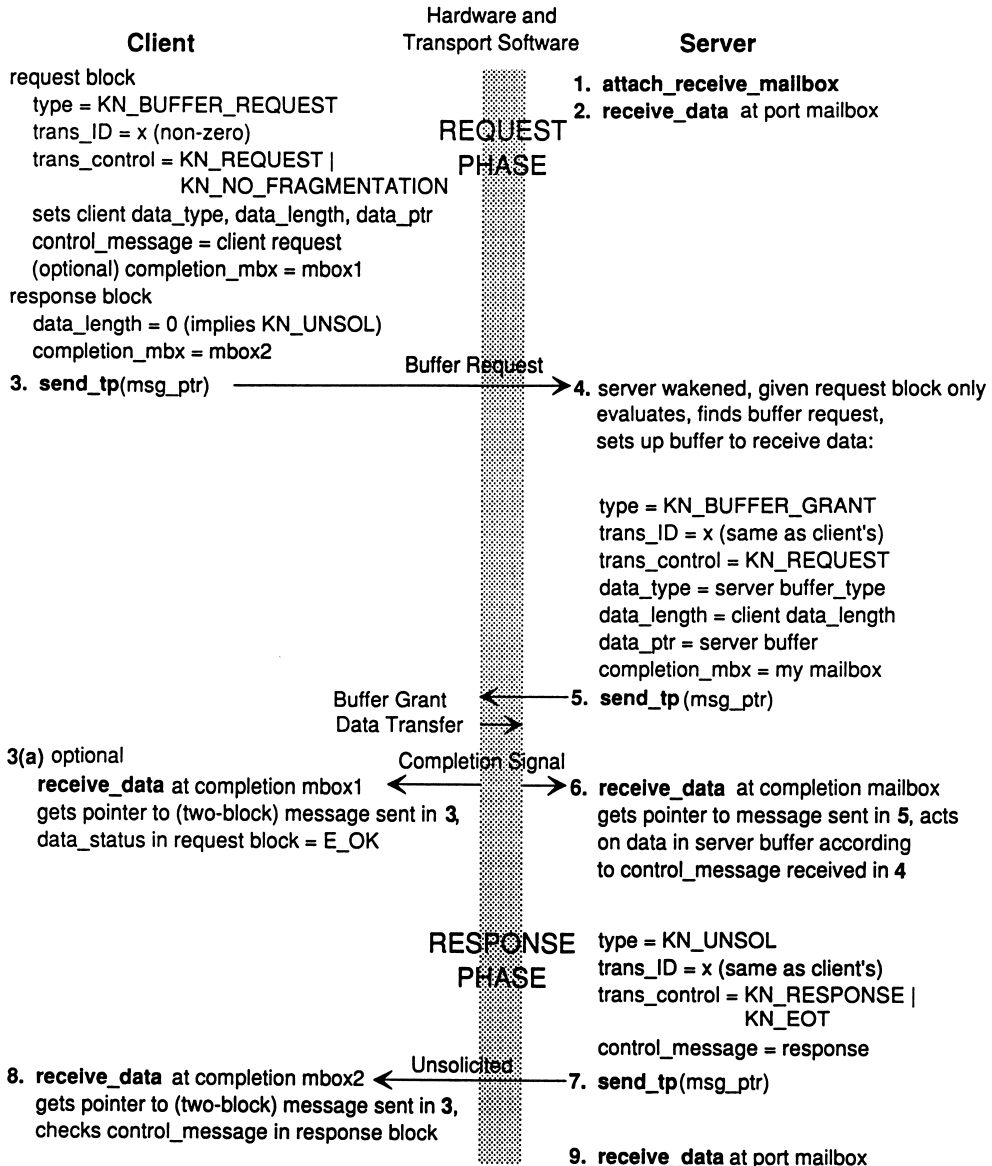 Hardware and
Transport Software
Client
Server
request block
type = KN_BUFFER_REQUEST
trans_ID = x (non-zero)
trans_control = KN_REQUEST |
KN_NO_FRAGMENTATION
sets client data_type, data_length, data_ptr
control_message = client request
(optional) completion_mbx = mbox1
response block
data_length = 0 (implies KN_UNSOL)
completion_mbx = mbox2
3. send_tp(msg_ptr)
REQUEST
PHASE
1. attach_receive_mailbox
2. receive_data at port mailbox
Buffer Request
4. server wakened, given request block only
evaluates, finds buffer request,
sets up buffer to receive data:
type = KN_BUFFER_GRANT
trans_ID = x (same as client's)
trans_control = KN_REQUEST
data_type = server buffer_type
data_length = client data_length
data_ptr = server buffer
completion_mbx = my mailbox
5. send_tp (msg_ptr)
Buffer Grant
Data Transfer
3(a) optional
receive_data at completion mbox1
gets pointer to (two-block) message sent in 3,
data_status in request block = E_OK
Completion Signal
6. receive_data at completion mailbox
gets pointer to message sent in 5, acts
on data in server buffer according
to control_message received in 4
RESPONSE
PHASE
type = KN_UNSOL
trans_ID = x (same as client's)
trans_control = KN_RESPONSE |
KN_EOT
control_message = response
7. send_tp(msg_ptr)
Unsolicited
8. receive_data at completion mbox2
gets pointer to (two-block) message sent in 3,
checks control_message in response block
9. receive_data at port mailbox